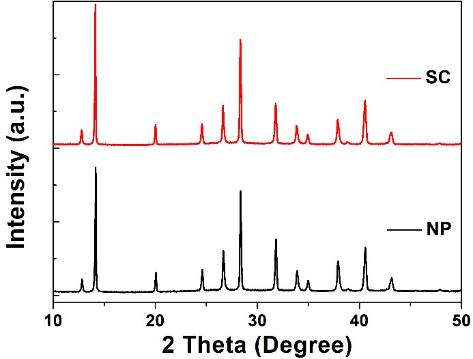 Intensity (a.u.)
SC
NP
10 20 30 40 50
2 Theta (Degree)